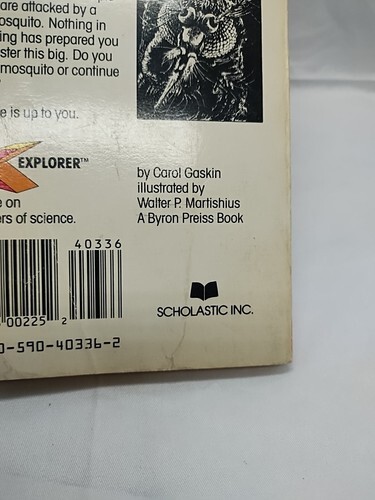 are attacked by a
osquito. Nothing in
ing has prepared you
ster this big. Do you
mosquito or continue
e is up to you.
EXPLORER™
e on
ers of science.
by Carol Gaskin
illustrated by
Walter P. Martishius
A Byron Preiss Book
40336
00225 2
SCHOLASTIC INC.
0-590-40336-2